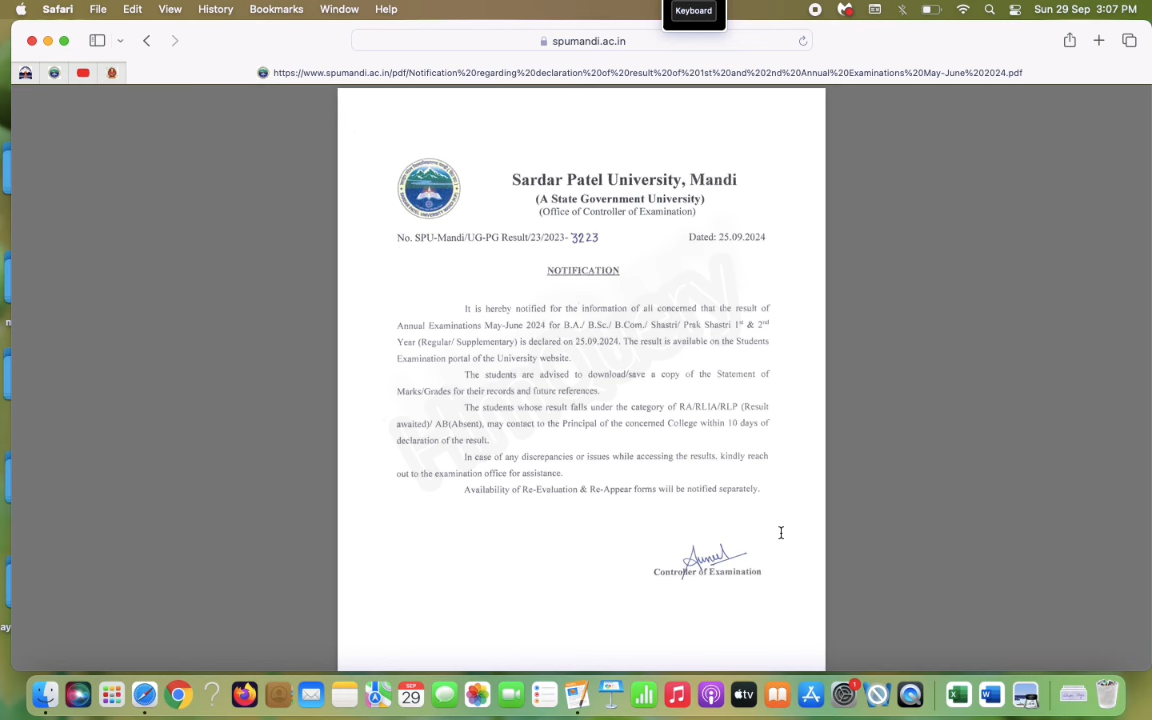 Safari File Edit View History Bookmarks Window Help
Keyboard
Sun 29 Sep 3:07 PM
spumandi.ac.in
https://www.spumandi.ac.in/pdf/Notification%20regarding%20declaration%20of%20result%20of%201st%20and%202nd%20Annual%20Examinations%20May-June%202024.pdf
Sardar Patel University, Mandi
(A State Government University)
(Office of Controller of Examination)
No. SPU-Mandi/UG-PG Result/23/2023- 3223 Dated: 25.09.2024
NOTIFICATION
It is hereby notified for the information of all concerned that the result of
Annual Examinations May-June 2024 for B.A./ B.Sc./ B.Com./ Shastri/ Prak Shastri 1st & 2nd
Year (Regular/ Supplementary) is declared on 25.09.2024. The result is available on the Students
Examination portal of the University website.
The students are advised to download/save a copy of the Statement of
Marks/Grades for their records and future references.
The students whose result falls under the category of RA/RLIA/RLP (Result
awaited)/ AB(Absent), may contact to the Principal of the concerned College within 10 days of
declaration of the result.
In case of any discrepancies or issues while accessing the results, kindly reach
out to the examination office for assistance.
Availability of Re-Evaluation & Re-Appear forms will be notified separately.
Controller of Examination
SEP
29
tv
1